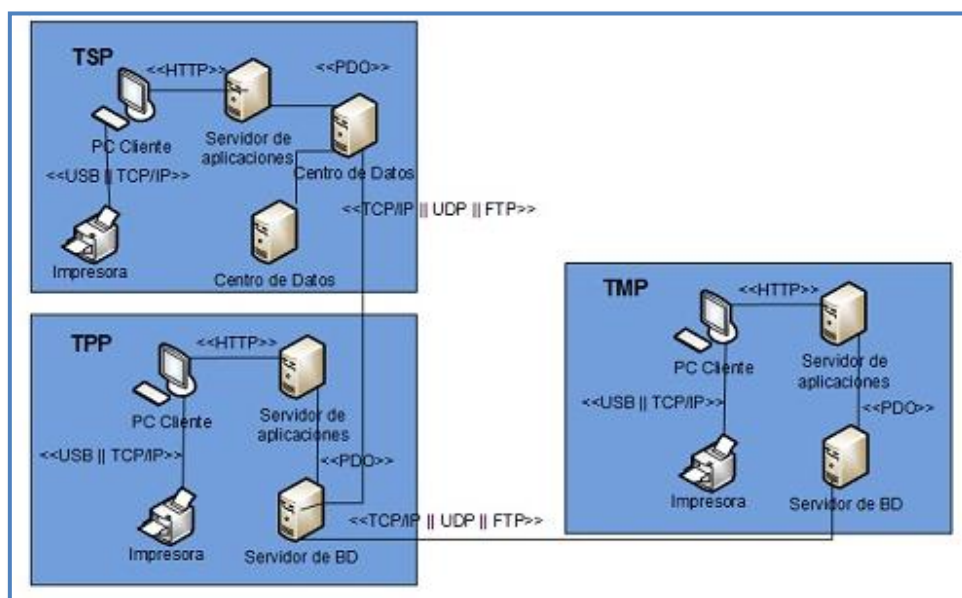 TSP
<<HTTP>>
<<PDO>>
PC Cliente
Servidor de
aplicaciones
Centro de Datos
<<USB || TCP/IP>>
<<TCP/IP || UDP || FTP>>
Impresora
Centro de Datos
TPP
<<HTTP>>
PC Cliente
Servidor de
aplicaciones
<<USB || TCP/IP>>
<<PDO>>
Impresora
Servidor de BD
<<TCP/IP || UDP || FTP>>
TMP
<<HTTP>>
PC Cliente
Servidor de
aplicaciones
<<USB || TCP/IP>>
<<PDO>>
Impresora
Servidor de BD